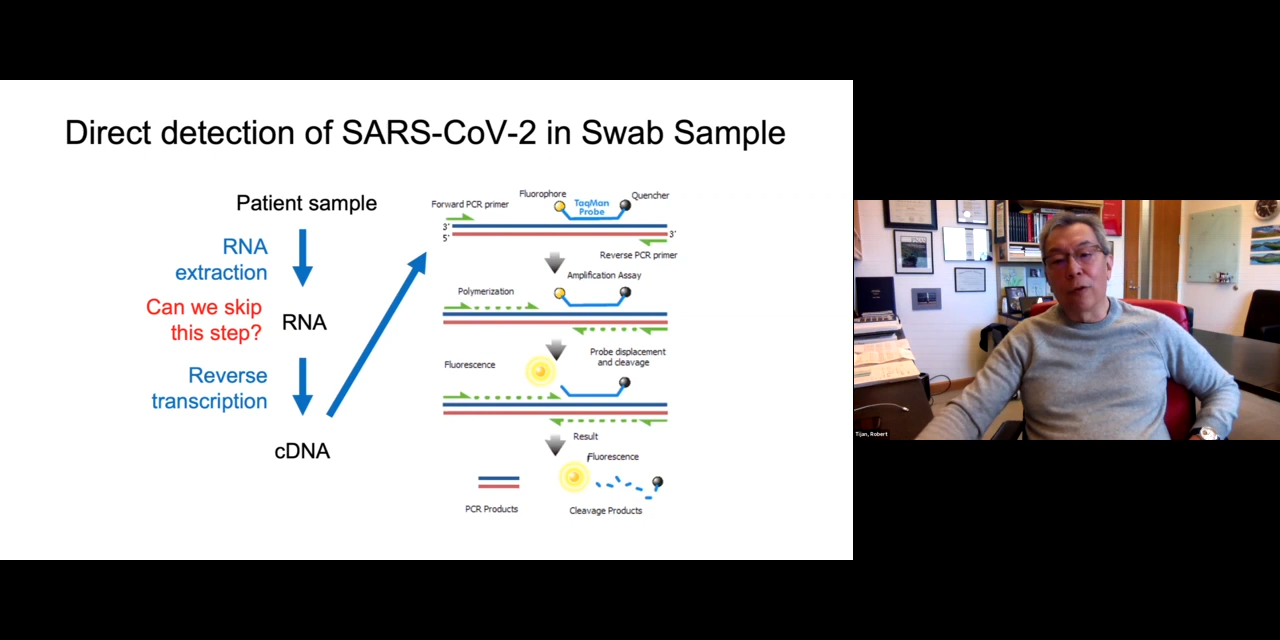 Direct detection of SARS-CoV-2 in Swab Sample
Patient sample
RNA
extraction
Can we skip
this step?
RNA
Reverse
transcription
cDNA
Fluorophore
Quencher
TaqMan
Probe
Forward PCR primer
3'
5'
3'
Reverse PCR primer
Amplification Assay
Polymerization
Probe displacement
and cleavage
Fluorescence
Result
Fluorescence
PCR Products
Cleavage Products
Tjian, Robert